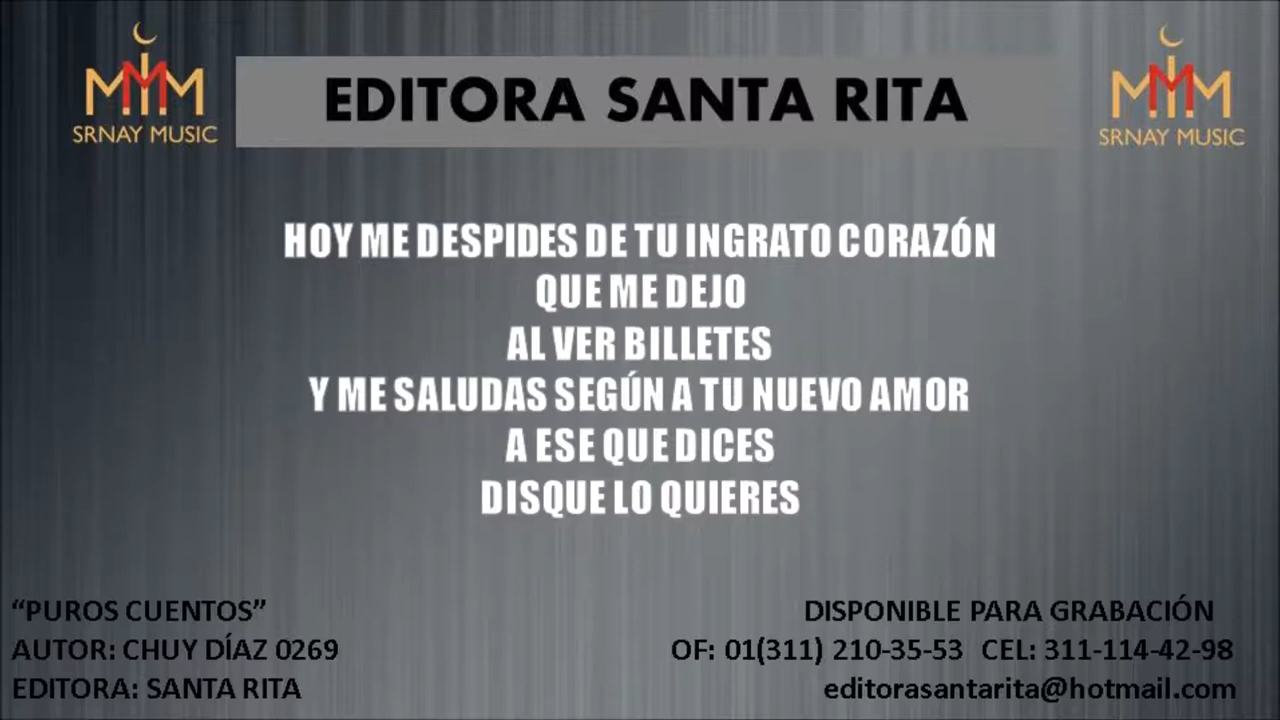 SRNAY MUSIC
EDITORA SANTA RITA
SRNAY MUSIC
HOY ME DESPIDES DE TU INGRATO CORAZÓN
QUE ME DEJO
AL VER BILLETES
Y ME SALUDAS SEGÚN A TU NUEVO AMOR
A ESE QUE DICES
DISQUE LO QUIERES
“PUROS CUENTOS”
AUTOR: CHUY DÍAZ 0269
EDITORA: SANTA RITA
DISPONIBLE PARA GRABACIÓN
OF: 01(311) 210-35-53 CEL: 311-114-42-98
editorasantarita@hotmail.com